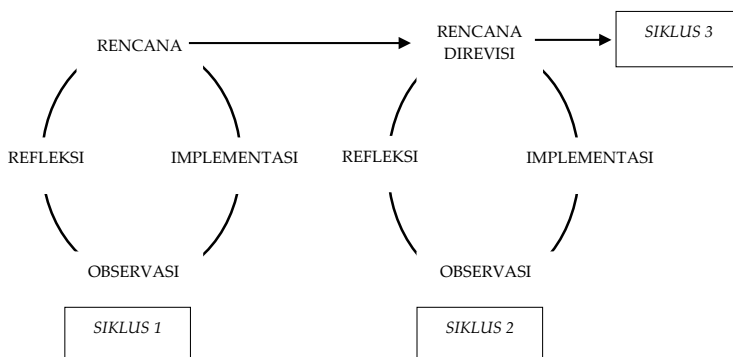 RENCANA
RENCANA
DIREVISI
SIKLUS 3
REFLEKSI
IMPLEMENTASI
REFLEKSI
IMPLEMENTASI
OBSERVASI
OBSERVASI
SIKLUS 1
SIKLUS 2